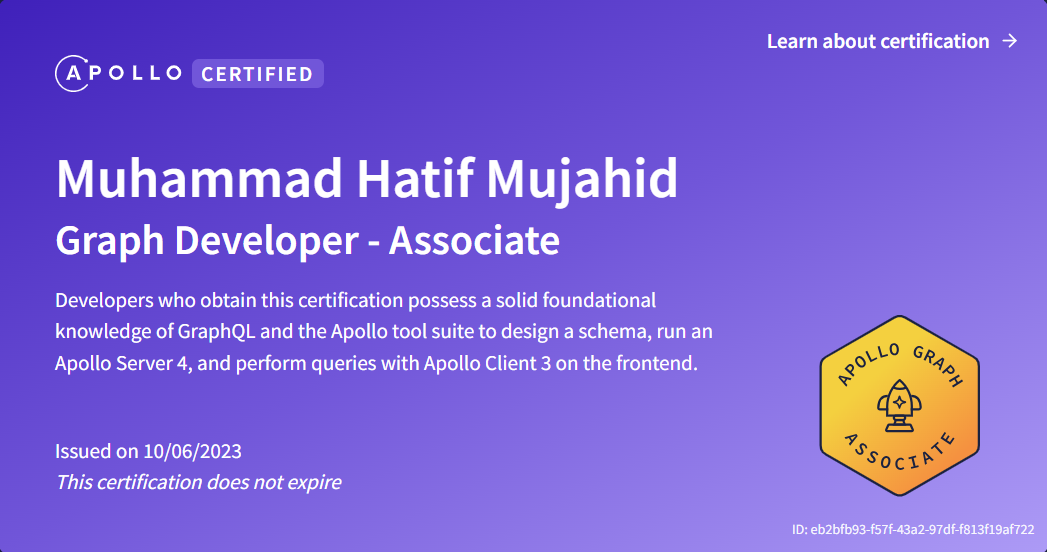 Learn about certification →
APOLLO CERTIFIED
Muhammad Hatif Mujahid
Graph Developer - Associate
Developers who obtain this certification possess a solid foundational
knowledge of GraphQL and the Apollo tool suite to design a schema, run an
Apollo Server 4, and perform queries with Apollo Client 3 on the frontend.
APOLLO GRAPH
ASSOCIATE
Issued on 10/06/2023
This certification does not expire
ID: eb2bfb93-f57f-43a2-97df-f813f19af722